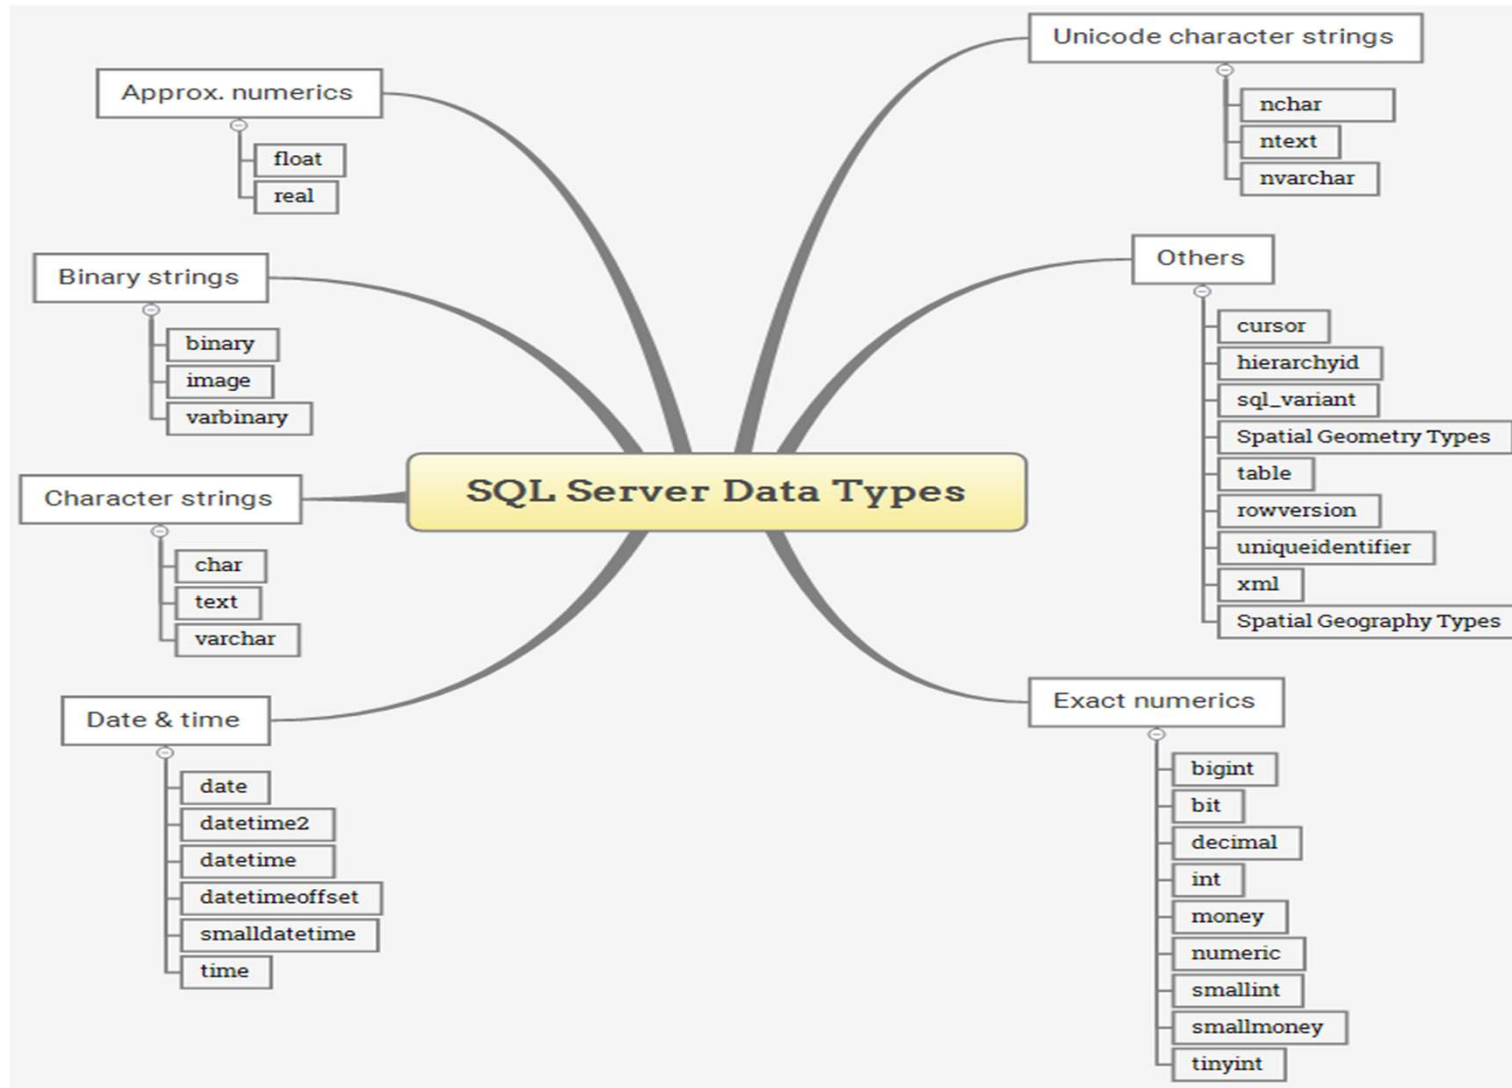 Approx. numerics
float
real
Binary strings
binary
image
varbinary
Character strings
char
text
varchar
Date & time
date
datetime2
datetime
datetimeoffset
smalldatetime
time
SQL Server Data Types
Unicode character strings
nchar
ntext
nvarchar
Others
cursor
hierarchyid
sql_variant
Spatial Geometry Types
table
rowversion
uniqueidentifier
xml
Spatial Geography Types
Exact numerics
bigint
bit
decimal
int
money
numeric
smallint
smallmoney
tinyint